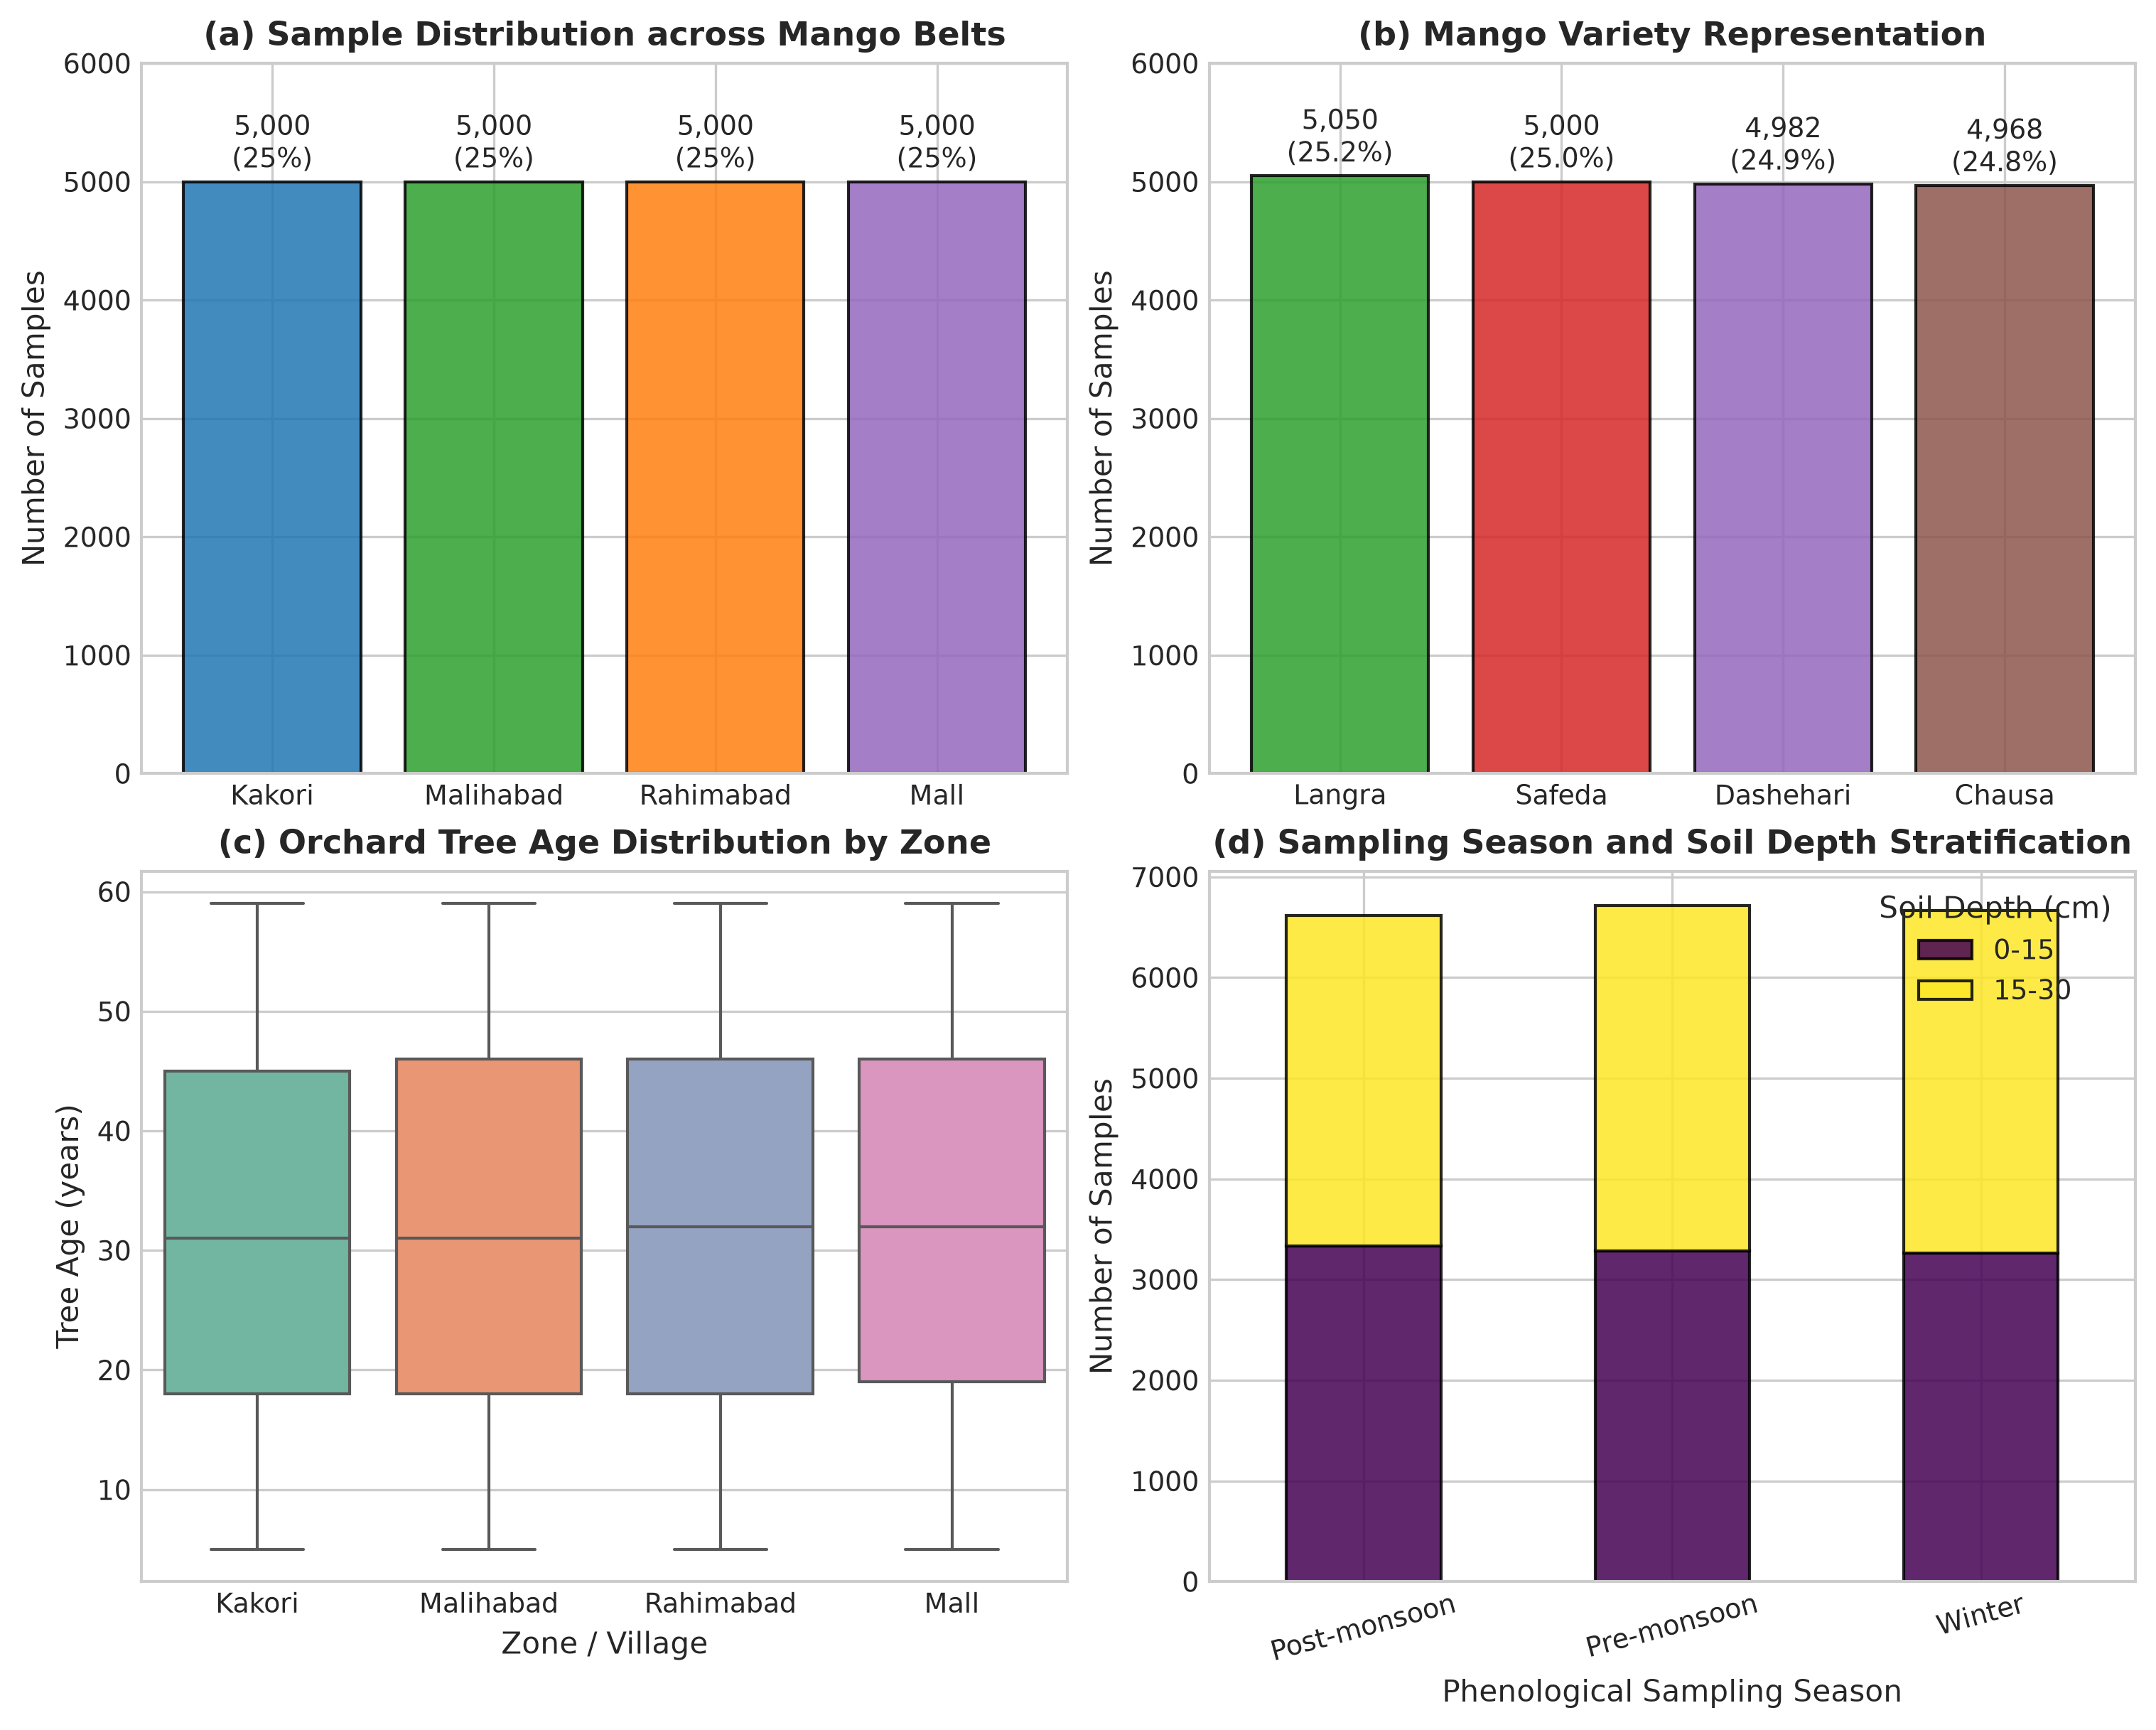 (a) Sample Distribution across Mango Belts
6000
5000
4000
3000
2000
1000
0
Number of Samples
5,000
(25%)
5,000
(25%)
5,000
(25%)
5,000
(25%)
Kakori
Malihabad
Rahimabad
Mall
(b) Mango Variety Representation
6000
5000
4000
3000
2000
1000
0
Number of Samples
5,050
(25.2%)
5,000
(25.0%)
4,982
(24.9%)
4,968
(24.8%)
Langra
Safeda
Dashehari
Chausa
(c) Orchard Tree Age Distribution by Zone
60
50
40
30
20
10
Tree Age (years)
Kakori
Malihabad
Rahimabad
Mall
Zone / Village
(d) Sampling Season and Soil Depth Stratification
7000
6000
5000
4000
3000
2000
1000
0
Number of Samples
Soil Depth (cm)
0-15
15-30
Post-monsoon
Pre-monsoon
Winter
Phenological Sampling Season